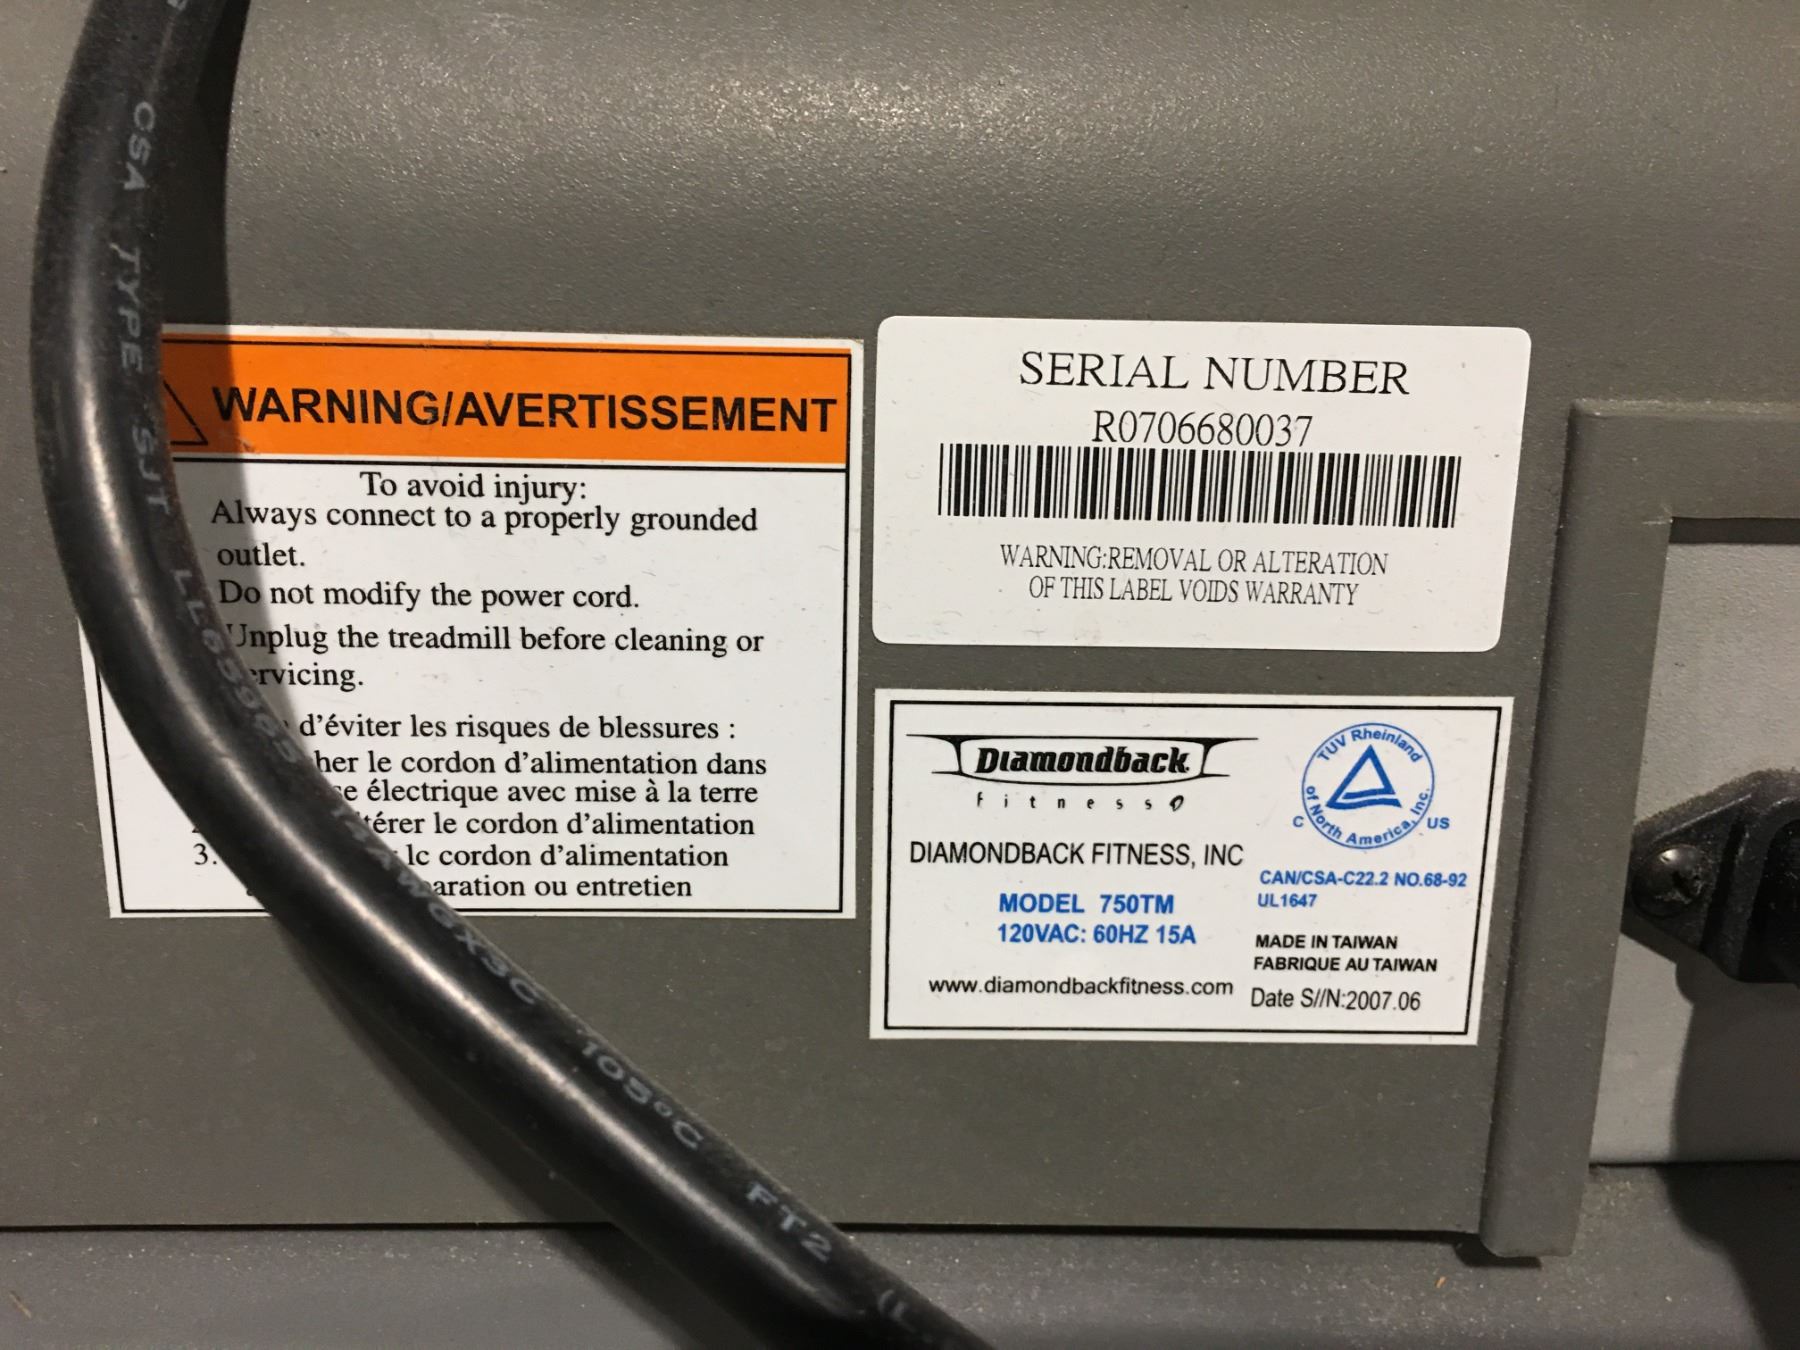 WARNING/AVERTISSEMENT
To avoid injury:
Always connect to a properly grounded
outlet.
Do not modify the power cord.
Unplug the treadmill before cleaning or
d'éviter les risques de blessures :
le cordon d'alimentation dans
électrique avec mise à la terre
le cordon d'alimentation
3.
cordon d'alimentation
ou entretien
SERIAL NUMBER
R0706680037
WARNING:REMOVAL OR ALTERATION
OF THIS LABEL VOIDS WARRANTY
Diamondback
fitness
DIAMONDBACK FITNESS, INC
MODEL 750TM
120VAC: 60HZ 15A
www.diamondbackfitness.com
TUV Rheinland
of North America, Inc.
C US
CAN/CSA-C22.2 NO.68-92
UL1647
MADE IN TAIWAN
FABRIQUE AU TAIWAN
Date S//N:2007.06
CSA TYPE SJT 14AWGX3C 105°C FT2